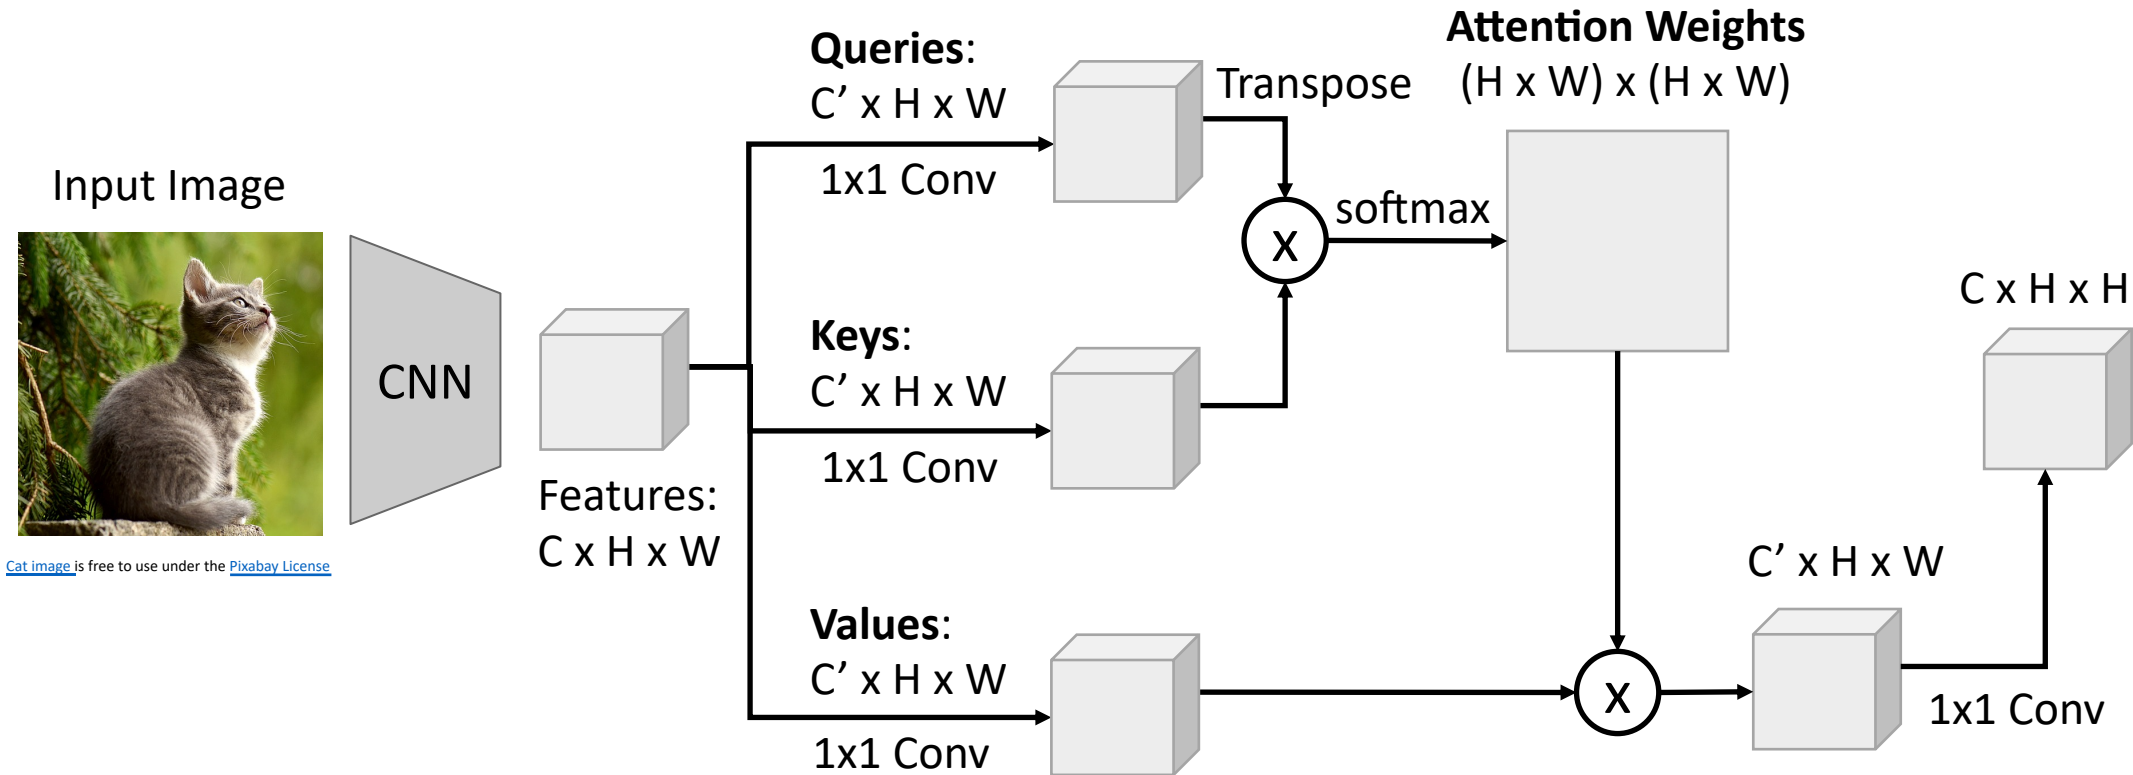 Input Image
Cat image is free to use under the Pixabay License
CNN
Features:
C x H x W
Queries:
C’ x H x W
1x1 Conv
Keys:
C’ x H x W
1x1 Conv
Values:
C’ x H x W
1x1 Conv
Transpose
x
softmax
Attention Weights
(H x W) x (H x W)
x
C’ x H x W
1x1 Conv
C x H x H